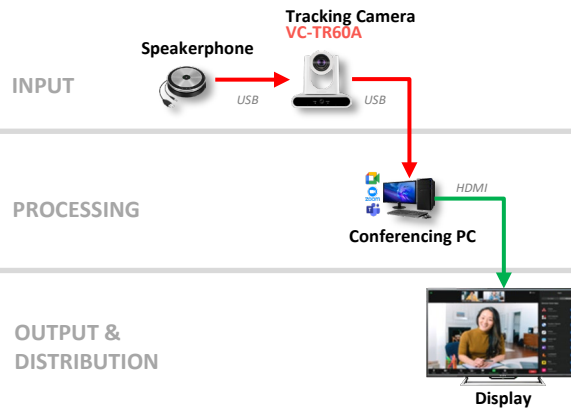 Tracking Camera
VC-TR60A
Speakerphone
INPUT
USB
USB
PROCESSING
zoom
HDMI
Conferencing PC
OUTPUT &
DISTRIBUTION
Display